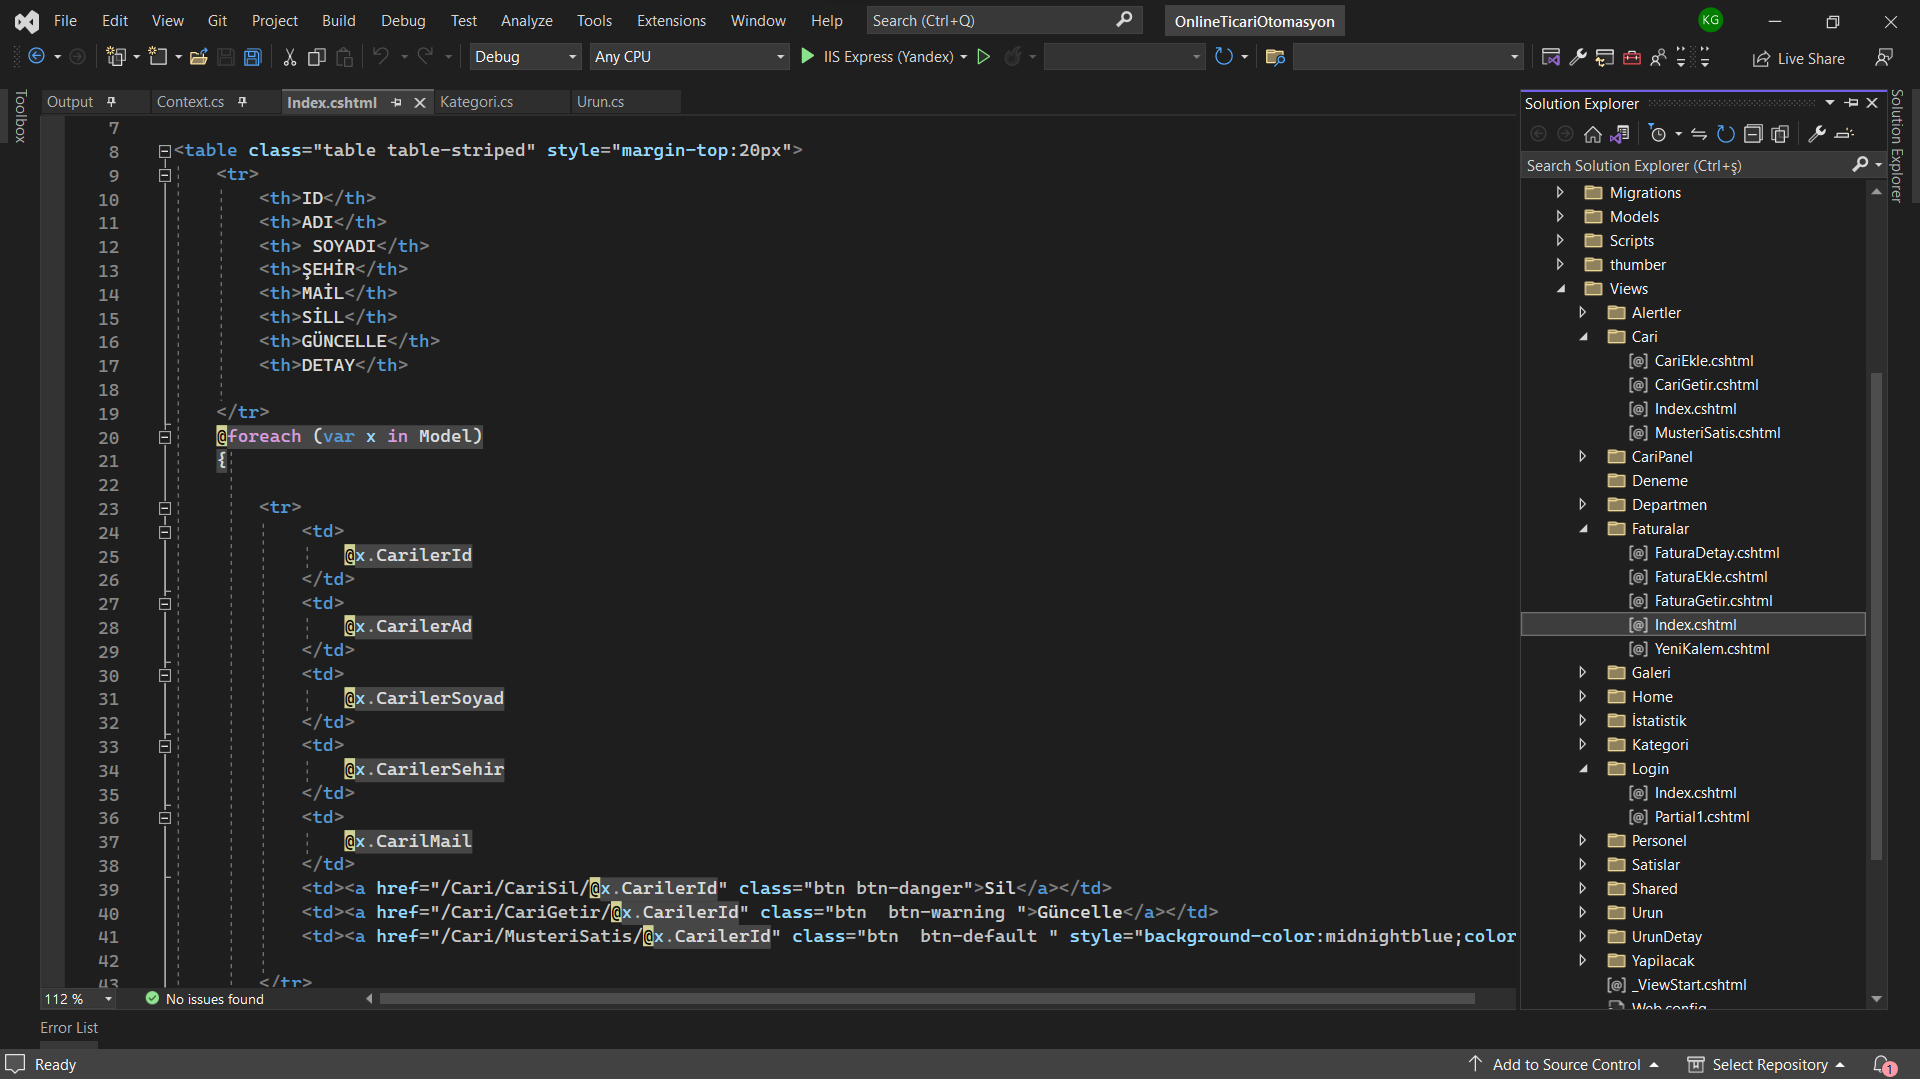 File Edit View Git Project Build Debug Test Analyze Tools Extensions Window Help Search (Ctrl+Q) OnlineTicariOtomasyon KG
Debug Any CPU IIS Express (Yandex) Live Share
Toolbox
Output Context.cs Index.cshtml Kategori.cs Urun.cs
7
8 <table class="table table-striped" style="margin-top:20px">
9 <tr>
10 <th>ID</th>
11 <th>ADI</th>
12 <th> SOYADI</th>
13 <th>ŞEHİR</th>
14 <th>MAİL</th>
15 <th>SİLL</th>
16 <th>GÜNCELLE</th>
17 <th>DETAY</th>
18
19 </tr>
20 @foreach (var x in Model)
21 {
22
23 <tr>
24 <td>
25 @x.CarilerId
26 </td>
27 <td>
28 @x.CarilerAd
29 </td>
30 <td>
31 @x.CarilerSoyad
32 </td>
33 <td>
34 @x.CarilerSehir
35 </td>
36 <td>
37 @x.CarilMail
38 </td>
39 <td><a href="/Cari/CariSil/@x.CarilerId" class="btn btn-danger">Sil</a></td>
40 <td><a href="/Cari/CariGetir/@x.CarilerId" class="btn  btn-warning ">Güncelle</a></td>
41 <td><a href="/Cari/MusteriSatis/@x.CarilerId" class="btn  btn-default " style="background-color:midnightblue;color
42
43 </tr>
112 % No issues found
Error List
Solution Explorer
Search Solution Explorer (Ctrl+ş)
Migrations
Models
Scripts
thumber
Views
Alertler
Cari
[@] CariEkle.cshtml
[@] CariGetir.cshtml
[@] Index.cshtml
[@] MusteriSatis.cshtml
CariPanel
Deneme
Departmen
Faturalar
[@] FaturaDetay.cshtml
[@] FaturaEkle.cshtml
[@] FaturaGetir.cshtml
[@] Index.cshtml
[@] YeniKalem.cshtml
Galeri
Home
İstatistik
Kategori
Login
[@] Index.cshtml
[@] Partial1.cshtml
Personel
Satislar
Shared
Urun
UrunDetay
Yapilacak
[@] _ViewStart.cshtml
Web.config
Solution Explorer
Ready Add to Source Control Select Repository 1